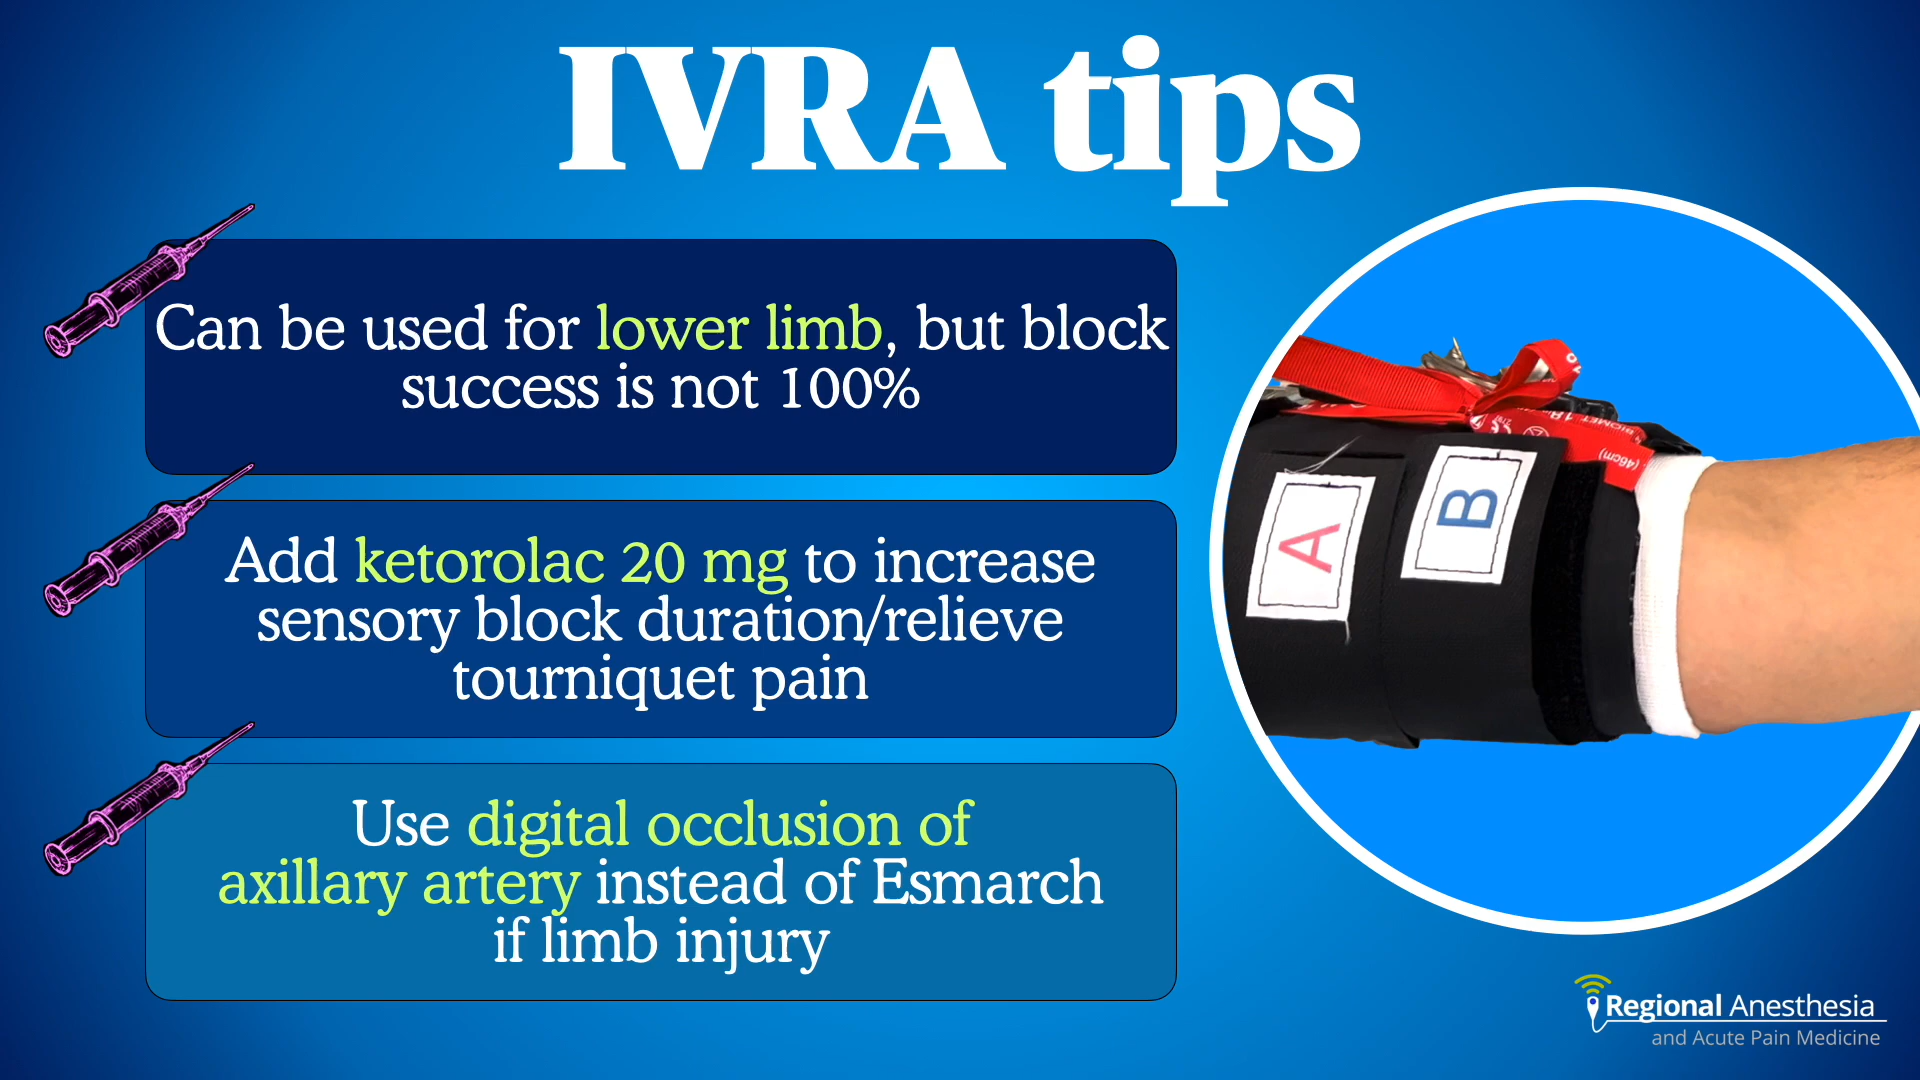 IVRA tips
Can be used for lower limb, but block
success is not 100%
Add ketorolac 20 mg to increase
sensory block duration/relieve
tourniquet pain
Use digital occlusion of
axillary artery instead of Esmarch
if limb injury
A
B
BIOMET
(46cm)
Regional Anesthesia
and Acute Pain Medicine